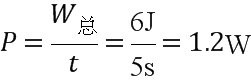 P = W总/t = 6J/5s = 1.2W